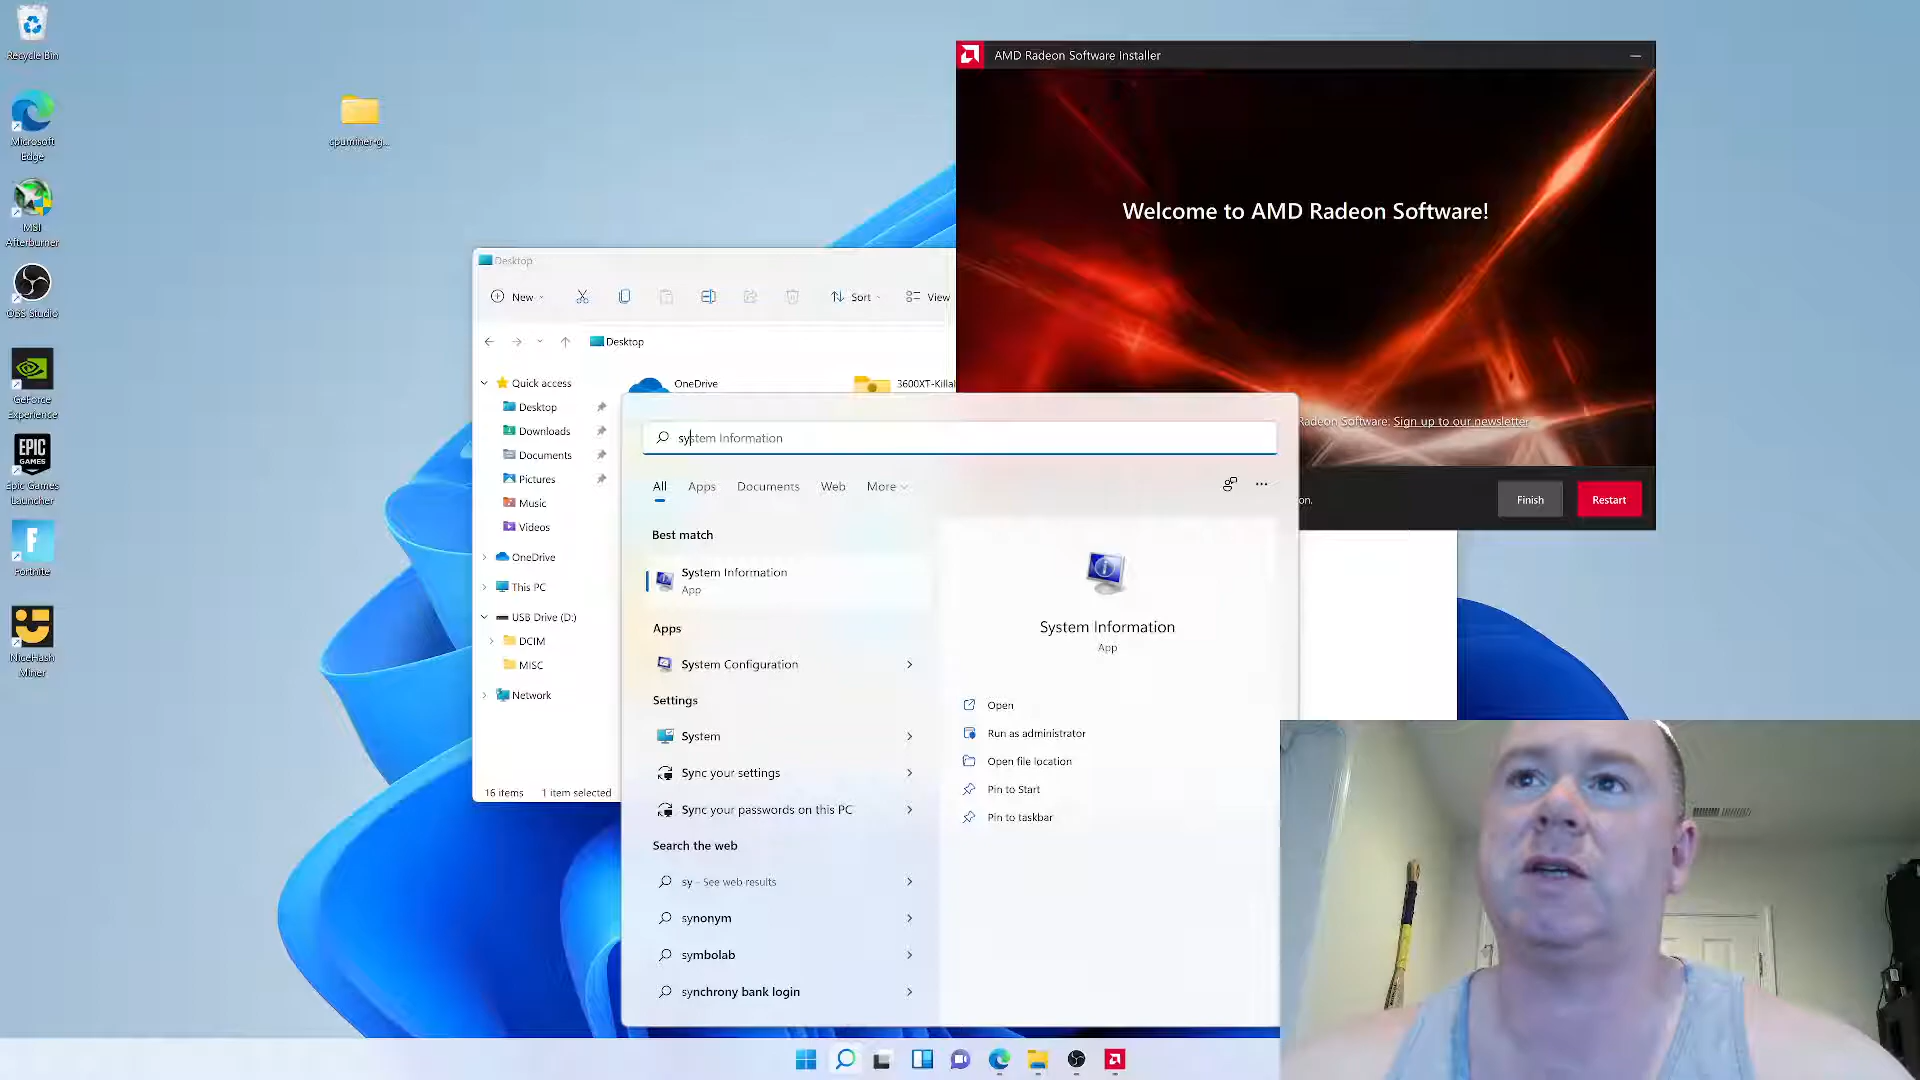 Recycle Bin
Microsoft
Edge
MSI
Afterburner
OBS Studio
GeForce
Experience
EPIC
GAMES
Epic Games
Launcher
Fortnite
NiceHash
Miner
cpuminer-g...
Desktop
New
Sort
View
Desktop
Quick access
Desktop
Downloads
Documents
Pictures
Music
Videos
OneDrive
This PC
USB Drive (D:)
DCIM
MISC
Network
OneDrive
3600XT-Killal
16 items
1 item selected
AMD Radeon Software Installer
Welcome to AMD Radeon Software!
Radeon Software: Sign up to our newsletter
on.
Finish
Restart
system Information
All
Apps
Documents
Web
More
Best match
System Information
App
Apps
System Configuration
Settings
System
Sync your settings
Sync your passwords on this PC
Search the web
sy - See web results
synonym
symbolab
synchrony bank login
System Information
App
Open
Run as administrator
Open file location
Pin to Start
Pin to taskbar